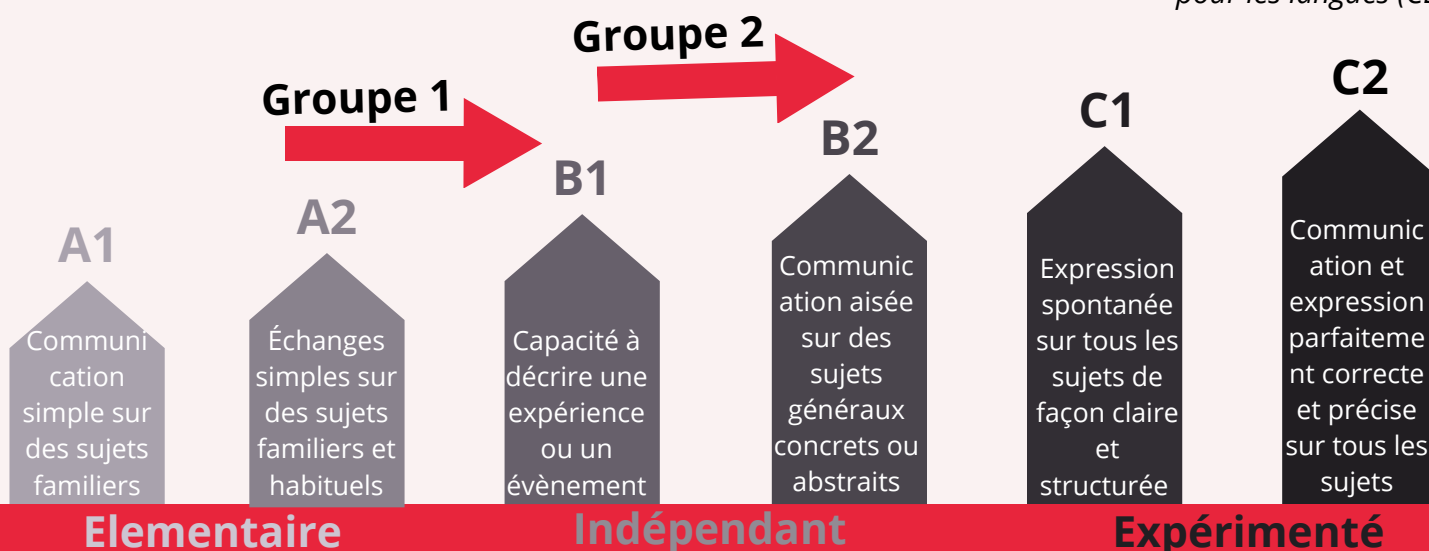 pour les langues
Groupe 2
Groupe 1
C2
C1
B2
B1
A2
A1
Communi
cation
simple sur
des sujets
familiers
Échanges
simples sur
des sujets
familiers et
habituels
Capacité à
décrire une
expérience
ou un
évènement
Communic
ation aisée
sur des
sujets
généraux
concrets ou
abstraits
Expression
spontanée
sur tous les
sujets de
façon claire
et
structurée
Communic
ation et
expression
parfaiteme
nt correcte
et précise
sur tous les
sujets
Elementaire
Indépendant
Expérimenté